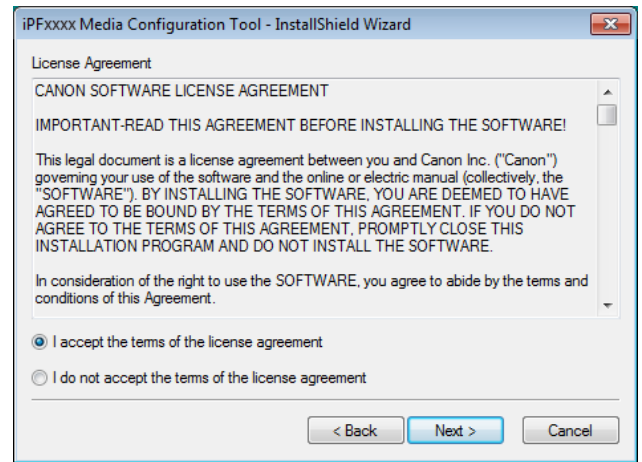 iPFxxxx Media Configuration Tool - InstallShield Wizard
License Agreement
CANON SOFTWARE LICENSE AGREEMENT
IMPORTANT-READ THIS AGREEMENT BEFORE INSTALLING THE SOFTWARE!
This legal document is a license agreement between you and Canon Inc. ("Canon")
governing your use of the software and the online or electric manual (collectively, the
"SOFTWARE"). BY INSTALLING THE SOFTWARE, YOU ARE DEEMED TO HAVE
AGREED TO BE BOUND BY THE TERMS OF THIS AGREEMENT. IF YOU DO NOT
AGREE TO THE TERMS OF THIS AGREEMENT, PROMPTLY CLOSE THIS
INSTALLATION PROGRAM AND DO NOT INSTALL THE SOFTWARE.
In consideration of the right to use the SOFTWARE, you agree to abide by the terms and
conditions of this Agreement.
I accept the terms of the license agreement
I do not accept the terms of the license agreement
< Back Next > Cancel